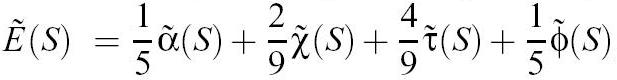 Ẽ(S) = 1/5 α̃(S) + 2/9 χ̃(S) + 4/9 τ̃(S) + 1/5 φ̃(S)